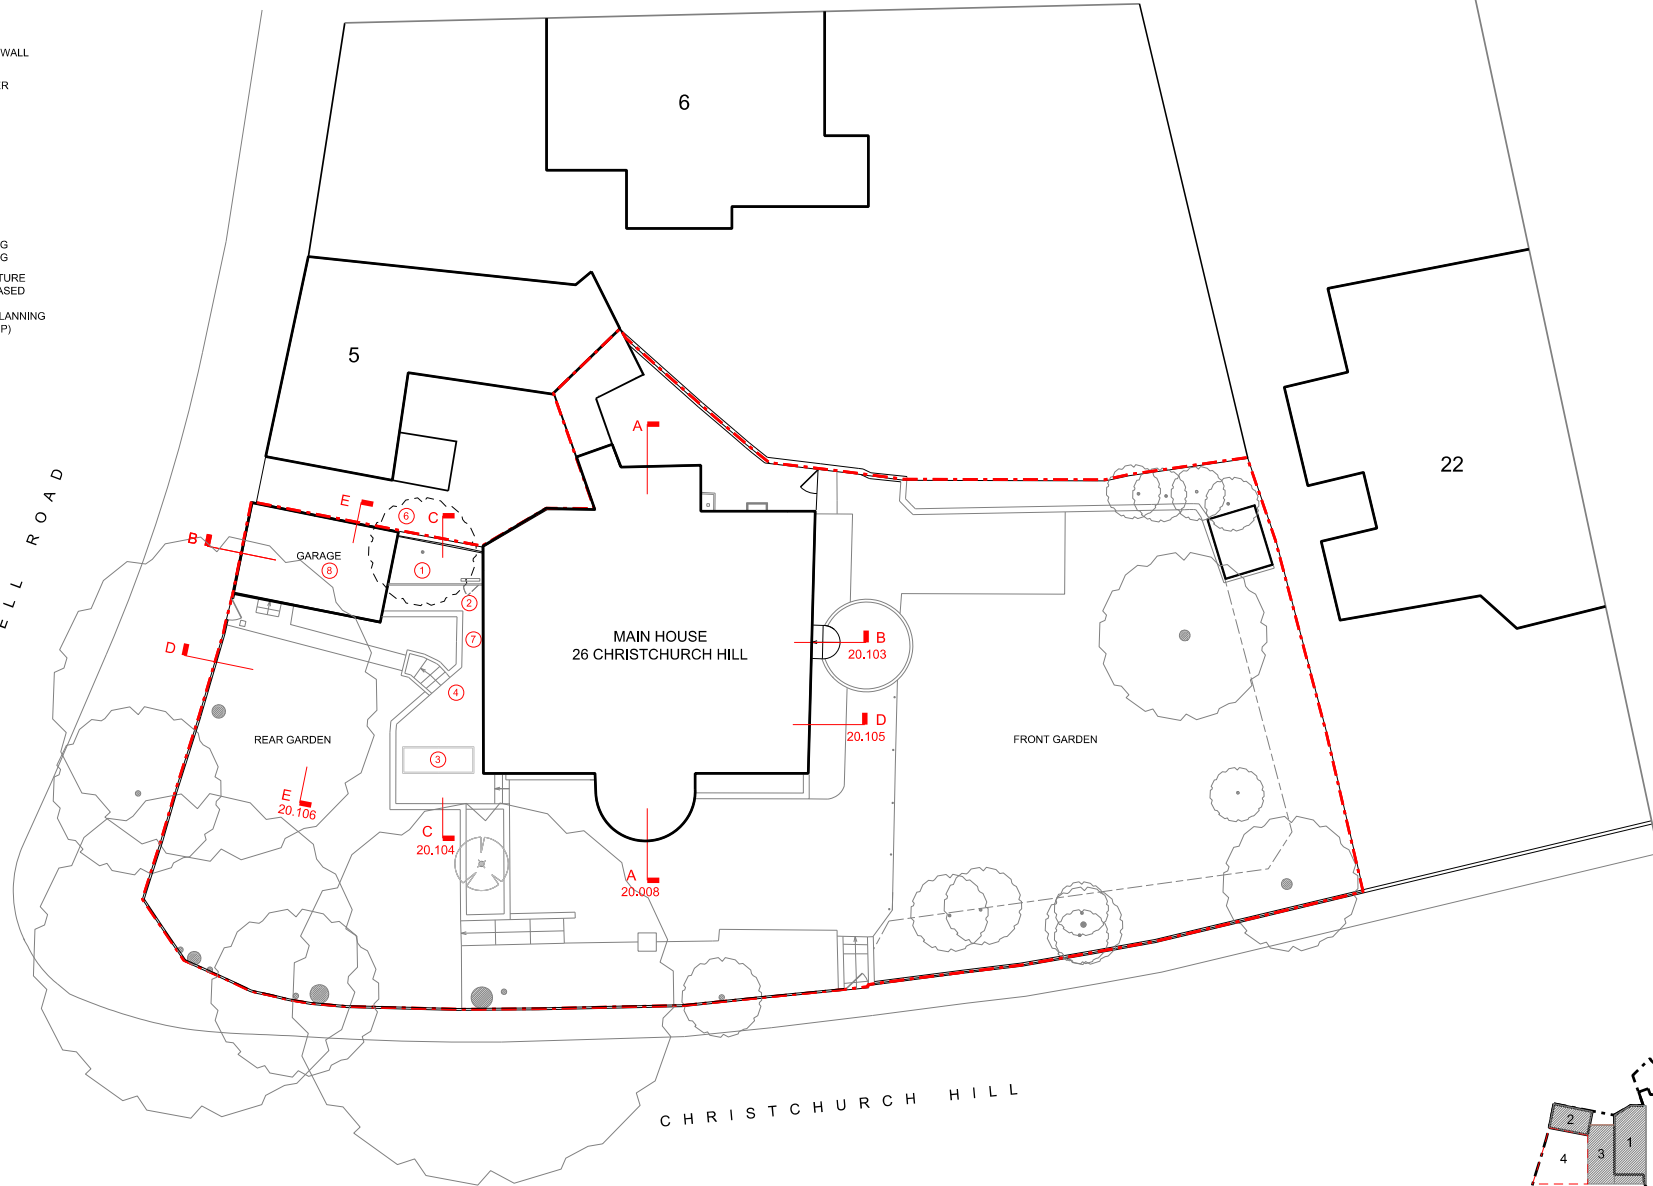 WALL
R
G
G
TURE
ASED
LANNING
P)
6
5
22
ELL ROAD
A
E
6
C
B
GARAGE
8
1
2
7
MAIN HOUSE
26 CHRISTCHURCH HILL
B
20.103
D
4
D
20.105
REAR GARDEN
FRONT GARDEN
3
E
20.106
C
20.104
A
20.008
CHRISTCHURCH HILL
2
1
3
4